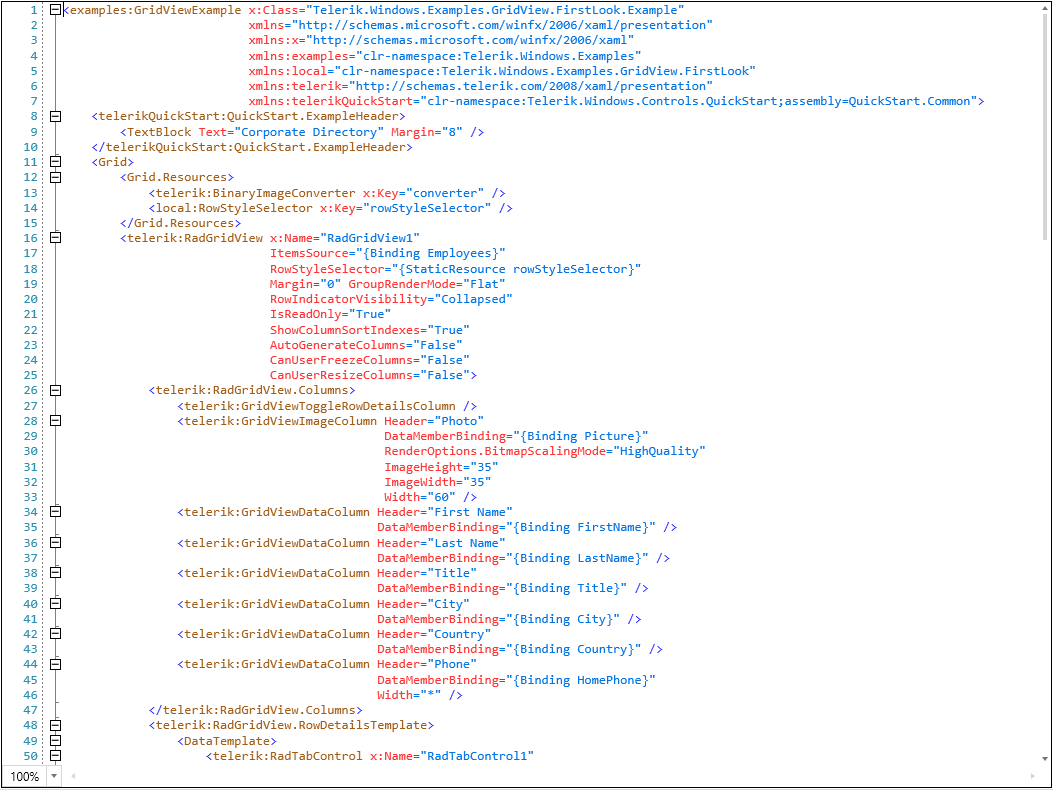 1 <examples:GridViewExample x:Class="Telerik.Windows.Examples.GridView.FirstLook.Example"
2 xmlns="http://schemas.microsoft.com/winfx/2006/xaml/presentation"
3 xmlns:x="http://schemas.microsoft.com/winfx/2006/xaml"
4 xmlns:examples="clr-namespace:Telerik.Windows.Examples"
5 xmlns:local="clr-namespace:Telerik.Windows.Examples.GridView.FirstLook"
6 xmlns:telerik="http://schemas.telerik.com/2008/xaml/presentation"
7 xmlns:telerikQuickStart="clr-namespace:Telerik.Windows.Controls.QuickStart;assembly=QuickStart.Common">
8 <telerikQuickStart:QuickStart.ExampleHeader>
9 <TextBlock Text="Corporate Directory" Margin="8" />
10 </telerikQuickStart:QuickStart.ExampleHeader>
11 <Grid>
12 <Grid.Resources>
13 <telerik:BinaryImageConverter x:Key="converter" />
14 <local:RowStyleSelector x:Key="rowStyleSelector" />
15 </Grid.Resources>
16 <telerik:RadGridView x:Name="RadGridView1"
17 ItemsSource="{Binding Employees}"
18 RowStyleSelector="{StaticResource rowStyleSelector}"
19 Margin="0" GroupRenderMode="Flat"
20 RowIndicatorVisibility="Collapsed"
21 IsReadOnly="True"
22 ShowColumnSortIndexes="True"
23 AutoGenerateColumns="False"
24 CanUserFreezeColumns="False"
25 CanUserResizeColumns="False">
26 <telerik:RadGridView.Columns>
27 <telerik:GridViewToggleRowDetailsColumn />
28 <telerik:GridViewImageColumn Header="Photo"
29 DataMemberBinding="{Binding Picture}"
30 RenderOptions.BitmapScalingMode="HighQuality"
31 ImageHeight="35"
32 ImageWidth="35"
33 Width="60" />
34 <telerik:GridViewDataColumn Header="First Name"
35 DataMemberBinding="{Binding FirstName}" />
36 <telerik:GridViewDataColumn Header="Last Name"
37 DataMemberBinding="{Binding LastName}" />
38 <telerik:GridViewDataColumn Header="Title"
39 DataMemberBinding="{Binding Title}" />
40 <telerik:GridViewDataColumn Header="City"
41 DataMemberBinding="{Binding City}" />
42 <telerik:GridViewDataColumn Header="Country"
43 DataMemberBinding="{Binding Country}" />
44 <telerik:GridViewDataColumn Header="Phone"
45 DataMemberBinding="{Binding HomePhone}"
46 Width="*" />
47 </telerik:RadGridView.Columns>
48 <telerik:RadGridView.RowDetailsTemplate>
49 <DataTemplate>
50 <telerik:RadTabControl x:Name="RadTabControl1"
100%